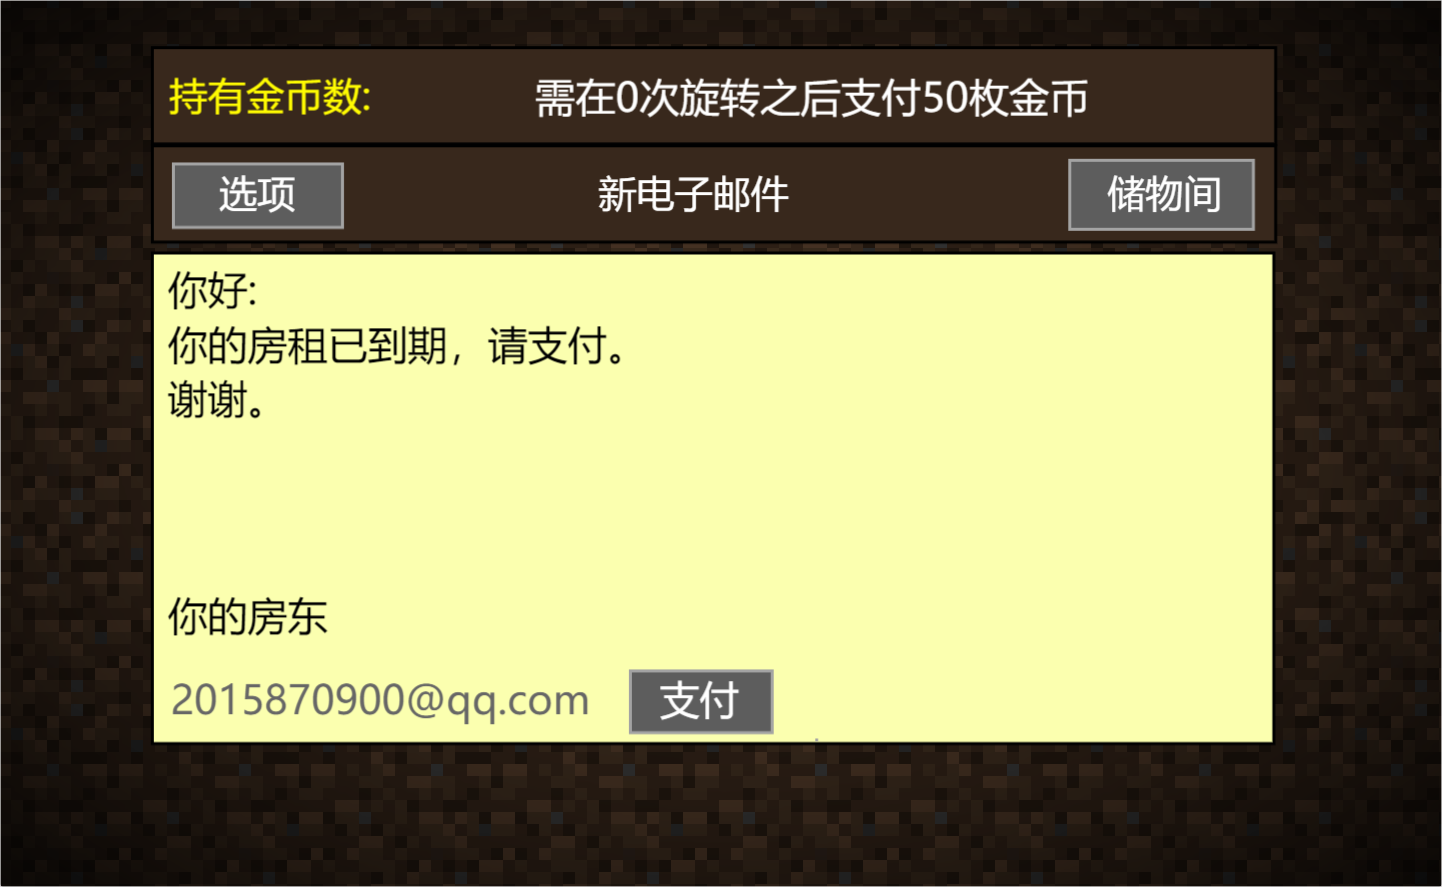 持有金币数:
需在0次旋转之后支付50枚金币
选项
新电子邮件
储物间
你好:
你的房租已到期，请支付。
谢谢。
你的房东
2015870900@qq.com
支付